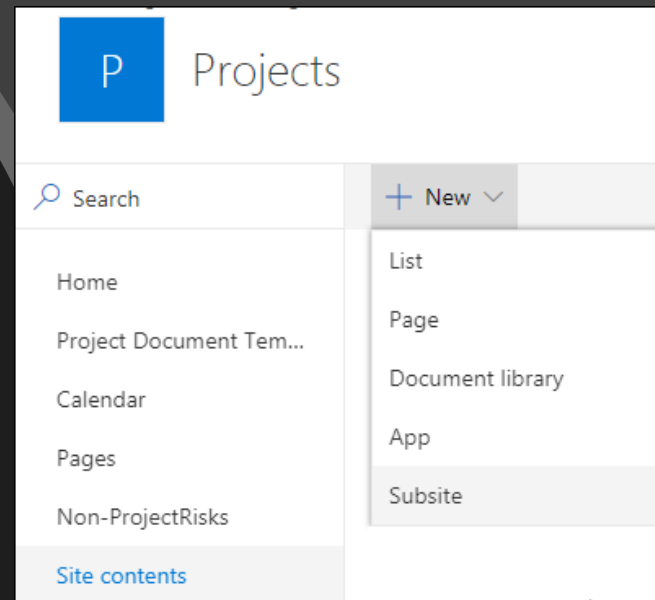 P
Projects
Search
New
Home
Project Document Tem...
Calendar
Pages
Non-ProjectRisks
Site contents
List
Page
Document library
App
Subsite